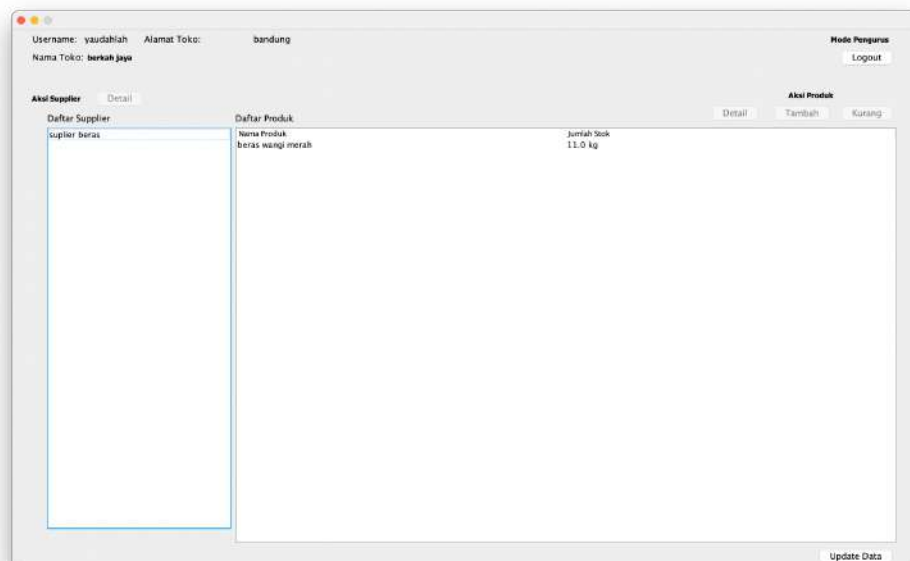 Username: yaudahlah Alamat Toko: bandung Mode Pengurus
Nama Toko: berkah jaya Logout
Aksi Supplier Detail Aksi Produk
Daftar Supplier Daftar Produk Detail Tambah Kurang
suplier beras Nama Produk Jumlah Stok
beras wangi merah 11.0 kg
Update Data